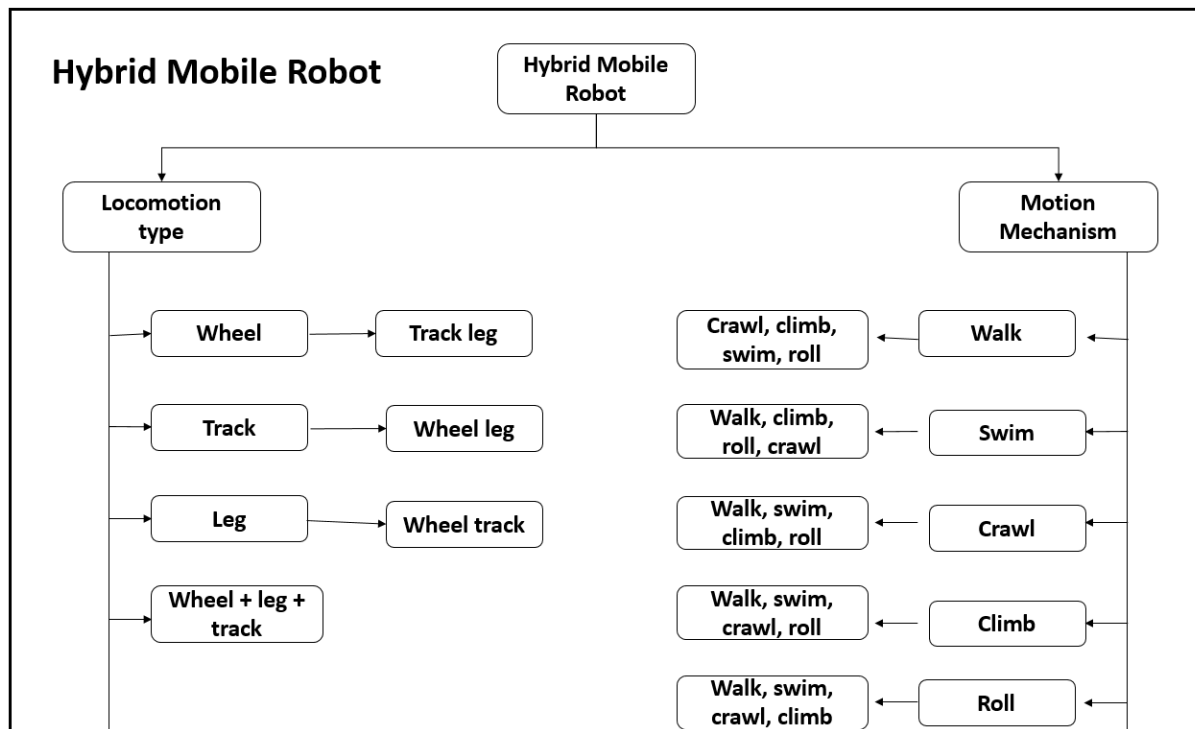 Hybrid Mobile Robot
Hybrid Mobile
Robot
Locomotion
type
Motion
Mechanism
Wheel
Track leg
Crawl, climb,
swim, roll
Walk
Track
Wheel leg
Walk, climb,
roll, crawl
Swim
Leg
Wheel track
Walk, swim,
climb, roll
Crawl
Wheel + leg +
track
Walk, swim,
crawl, roll
Climb
Walk, swim,
crawl, climb
Roll